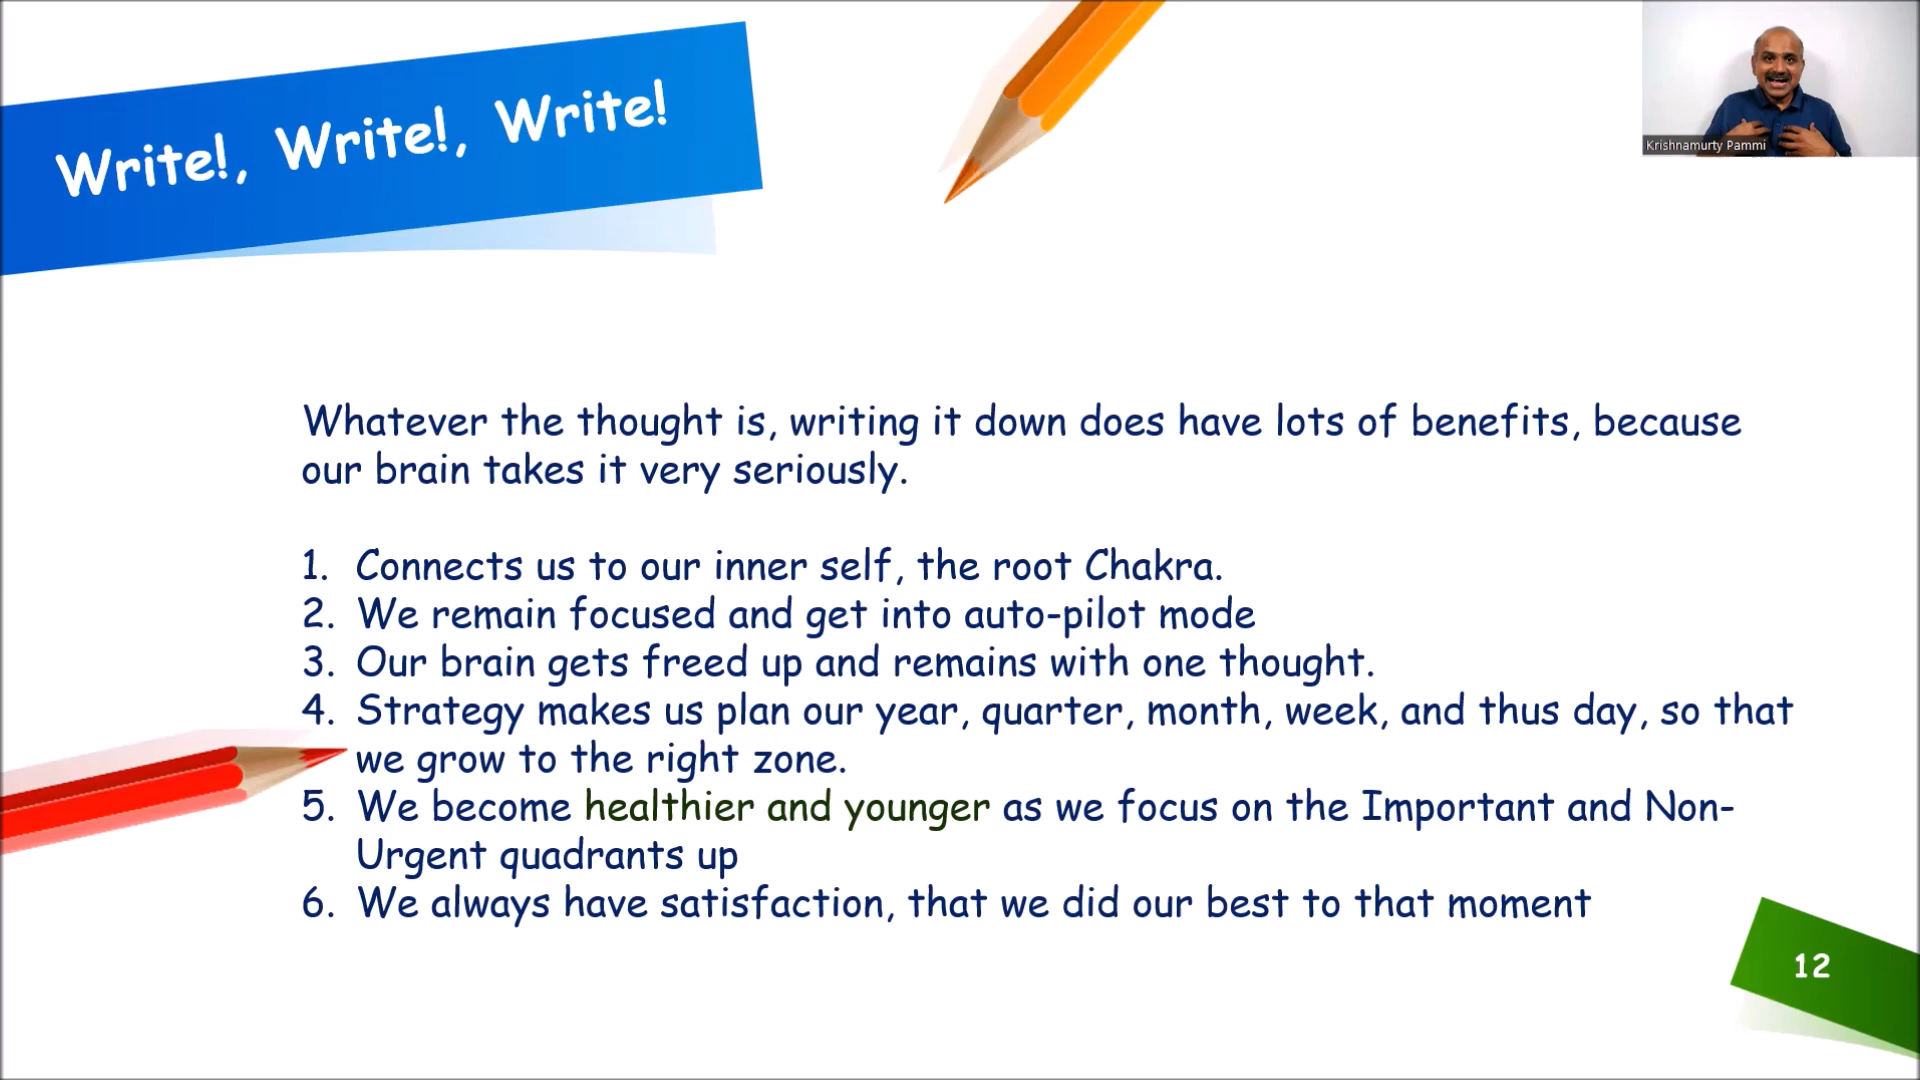 Write!, Write!, Write!
Krishnamurty Pammi
Whatever the thought is, writing it down does have lots of benefits, because
our brain takes it very seriously.
1. Connects us to our inner self, the root Chakra.
2. We remain focused and get into auto-pilot mode
3. Our brain gets freed up and remains with one thought.
4. Strategy makes us plan our year, quarter, month, week, and thus day, so that
we grow to the right zone.
5. We become healthier and younger as we focus on the Important and Non-
Urgent quadrants up
6. We always have satisfaction, that we did our best to that moment
12